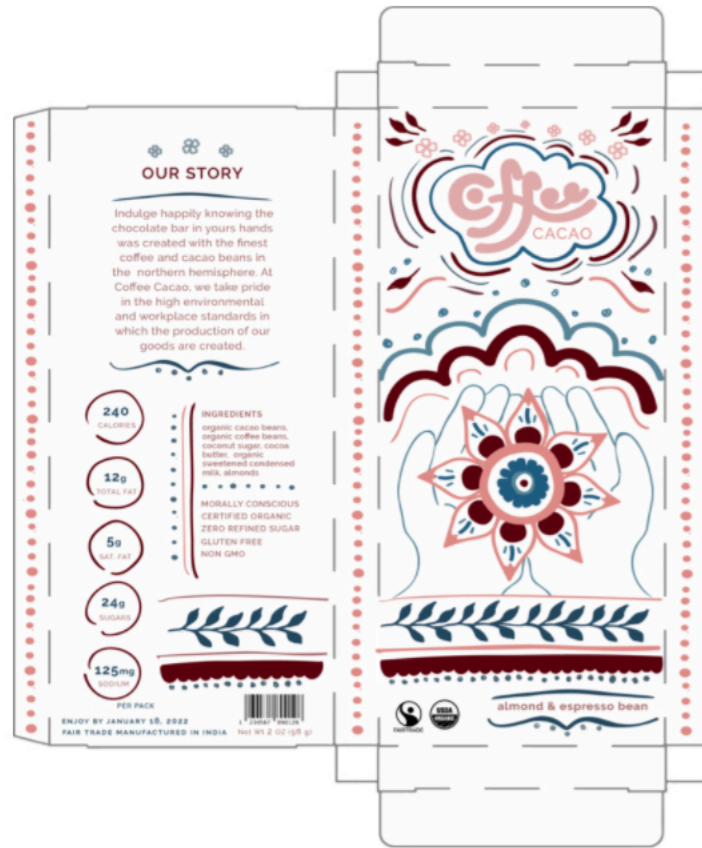 OUR STORY
Indulge happily knowing the
chocolate bar in yours hands
was created with the finest
coffee and cacao beans in
the northern hemisphere. At
Coffee Cacao, we take pride
in the high environmental
and workplace standards in
which the production of our
goods are created.
240
CALORIES
12g
TOTAL FAT
5g
SAT. FAT
24g
SUGARS
125mg
SODIUM
PER PACK
INGREDIENTS
organic cacao beans,
organic coffee beans,
coconut sugar, cocoa
butter, organic
sweetened condensed
milk, almonds
MORALLY CONSCIOUS
CERTIFIED ORGANIC
ZERO REFINED SUGAR
GLUTEN FREE
NON GMO
ENJOY BY JANUARY 18, 2022
FAIR TRADE MANUFACTURED IN INDIA
Net Wt 2 OZ (58 g)
Coffee
CACAO
FAIRTRADE
USDA
ORGANIC
almond & espresso bean